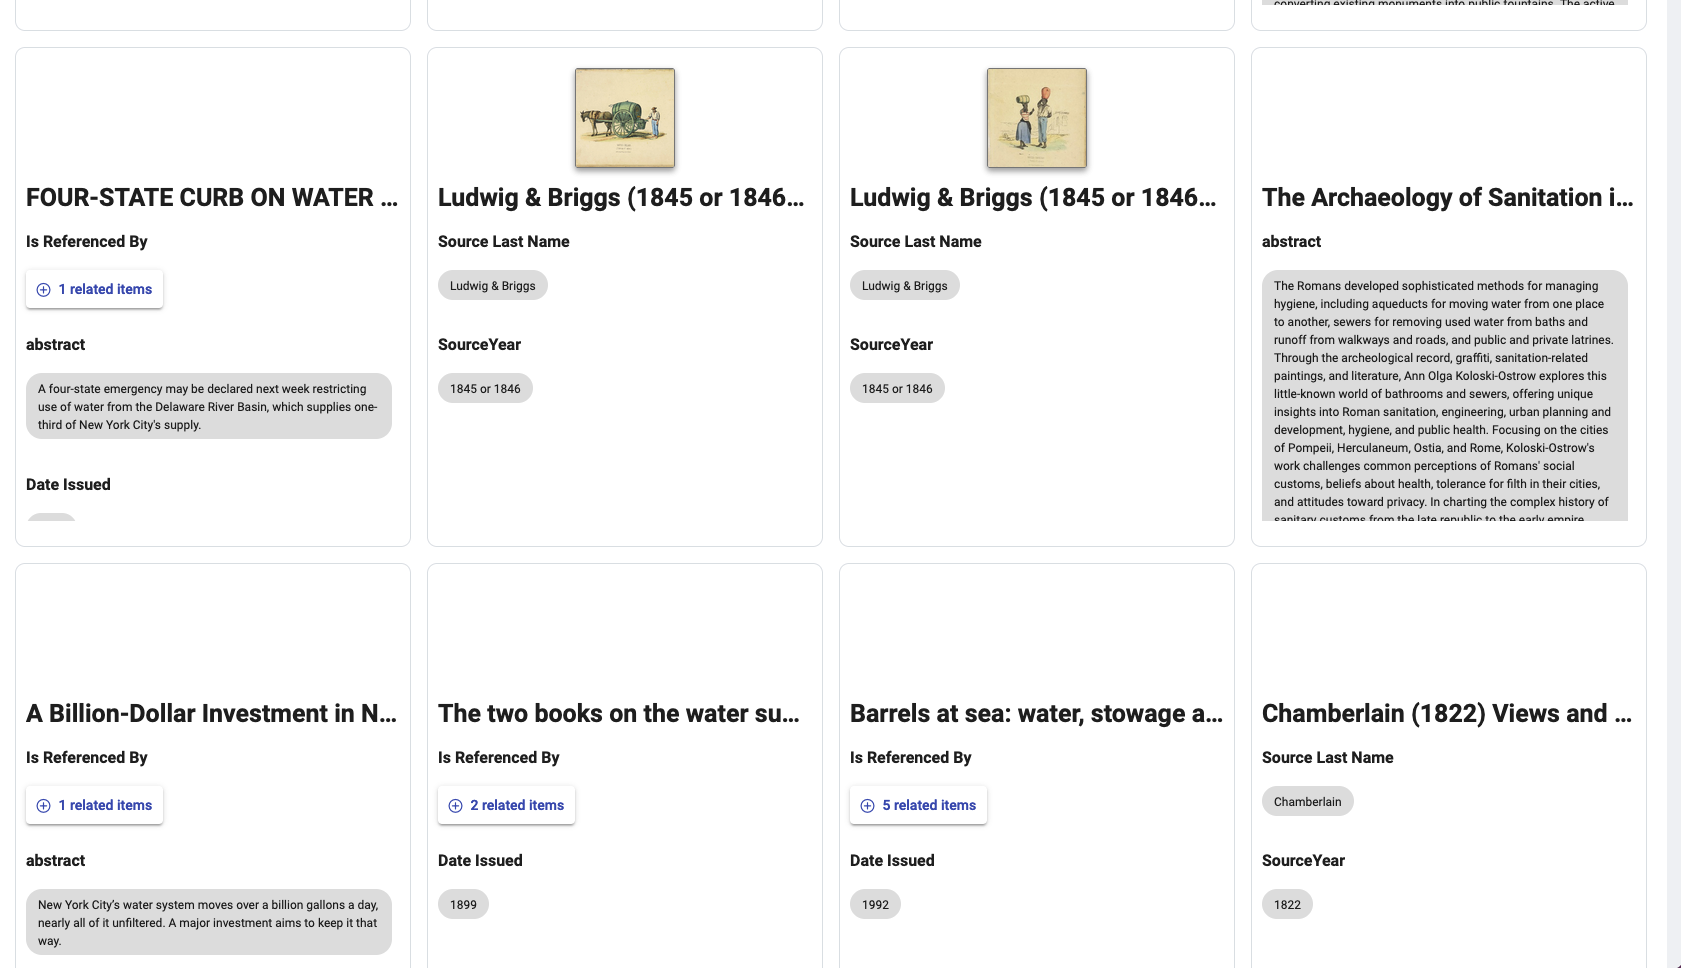 converting existing monuments into public fountains. The active
FOUR-STATE CURB ON WATER ...
Is Referenced By
1 related items
abstract
A four-state emergency may be declared next week restricting
use of water from the Delaware River Basin, which supplies one-
third of New York City's supply.
Date Issued
Ludwig & Briggs (1845 or 1846...
Source Last Name
Ludwig & Briggs
SourceYear
1845 or 1846
Ludwig & Briggs (1845 or 1846...
Source Last Name
Ludwig & Briggs
SourceYear
1845 or 1846
The Archaeology of Sanitation i...
abstract
The Romans developed sophisticated methods for managing
hygiene, including aqueducts for moving water from one place
to another, sewers for removing used water from baths and
runoff from walkways and roads, and public and private latrines.
Through the archeological record, graffiti, sanitation-related
paintings, and literature, Ann Olga Koloski-Ostrow explores this
little-known world of bathrooms and sewers, offering unique
insights into Roman sanitation, engineering, urban planning and
development, hygiene, and public health. Focusing on the cities
of Pompeii, Herculaneum, Ostia, and Rome, Koloski-Ostrow's
work challenges common perceptions of Romans' social
customs, beliefs about health, tolerance for filth in their cities,
and attitudes toward privacy. In charting the complex history of
sanitary customs from the late republic to the early empire,
A Billion-Dollar Investment in N...
Is Referenced By
1 related items
abstract
New York City's water system moves over a billion gallons a day,
nearly all of it unfiltered. A major investment aims to keep it that
way.
The two books on the water su...
Is Referenced By
2 related items
Date Issued
1899
Barrels at sea: water, stowage a...
Is Referenced By
5 related items
Date Issued
1992
Chamberlain (1822) Views and ...
Source Last Name
Chamberlain
SourceYear
1822